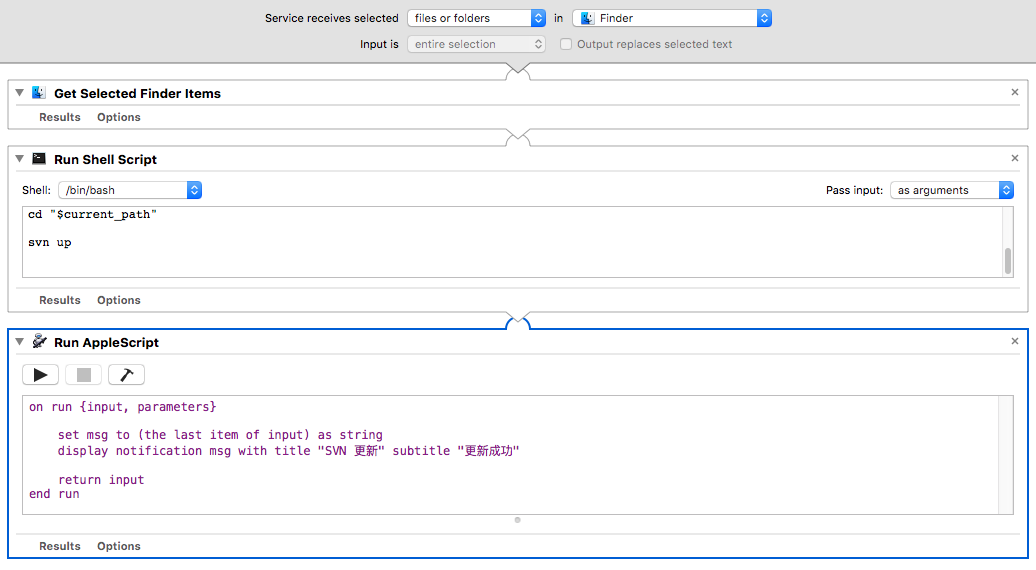 Service receives selected files or folders in Finder
Input is entire selection Output replaces selected text
Get Selected Finder Items
Results Options
Run Shell Script
Shell: /bin/bash Pass input: as arguments
cd "$current_path"
svn up
Results Options
Run AppleScript
on run {input, parameters}
set msg to (the last item of input) as string
display notification msg with title "SVN 更新" subtitle "更新成功"
return input
end run
Results Options